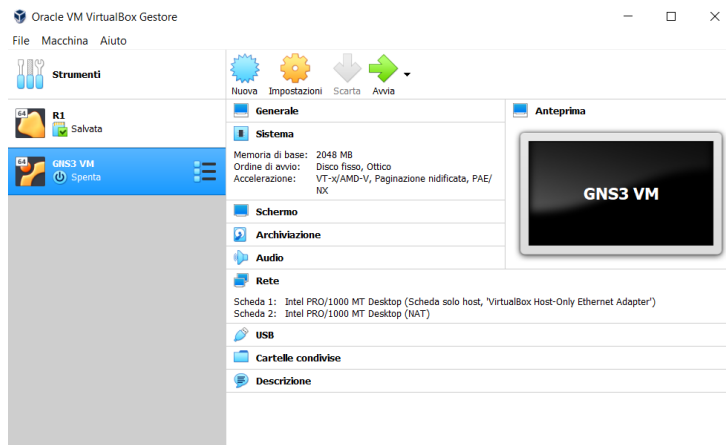 Oracle VM VirtualBox Gestore
File Macchina Aiuto
Strumenti
Nuova Impostazioni Scarta Avvia
64 R1
Salvata
64 GNS3 VM
Spenta
Generale
Sistema
Memoria di base: 2048 MB
Ordine di avvio: Disco fisso, Ottico
Accelerazione: VT-x/AMD-V, Paginazione nidificata, PAE/
NX
Schermo
Archiviazione
Audio
Rete
Scheda 1: Intel PRO/1000 MT Desktop (Scheda solo host, 'VirtualBox Host-Only Ethernet Adapter')
Scheda 2: Intel PRO/1000 MT Desktop (NAT)
USB
Cartelle condivise
Descrizione
Anteprima
GNS3 VM